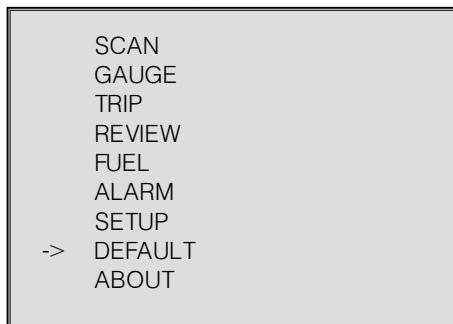 SCAN
GAUGE
TRIP
REVIEW
FUEL
ALARM
SETUP
-> DEFAULT
ABOUT